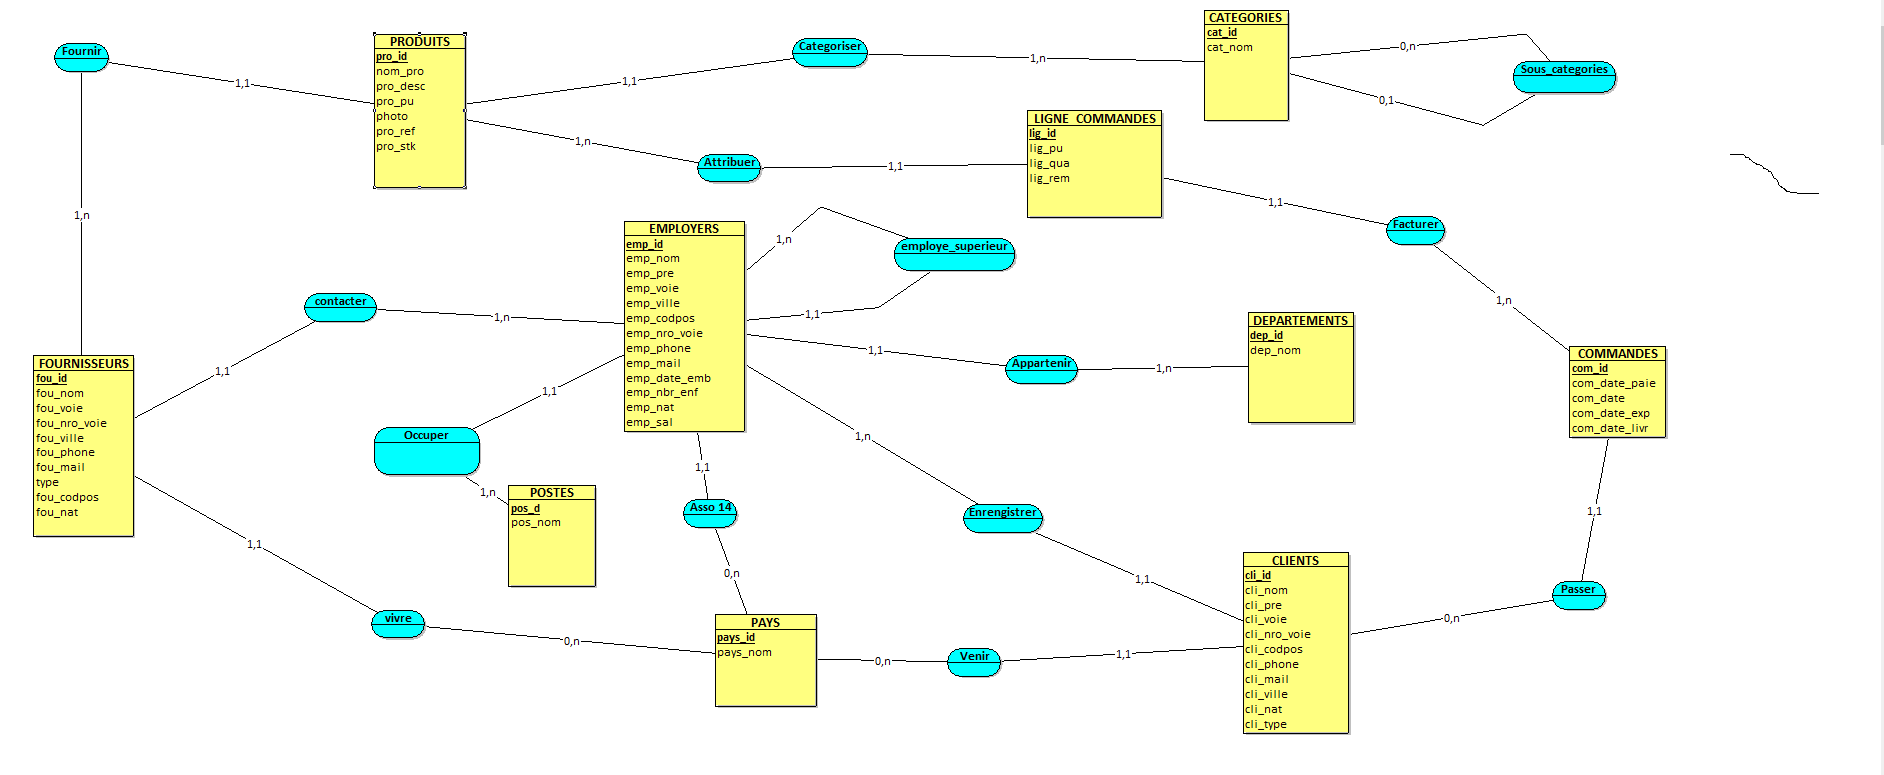 CATEGORIES
cat_id
cat_nom
Fournir
PRODUITS
pro_id
nom_pro
pro_desc
pro_pu
photo
pro_ref
pro_stk
Categoriser
Sous_categories
1,1
1,1
1,n
0,n
0,1
LIGNE_COMMANDES
lig_id
lig_pu
lig_qua
lig_rem
1,n
Attribuer
1,1
1,1
Facturer
1,n
1,n
EMPLOYERS
emp_id
emp_nom
emp_pre
emp_voie
emp_ville
emp_codpos
emp_nro_voie
emp_phone
emp_mail
emp_date_emb
emp_nbr_enf
emp_nat
emp_sal
1,n
employe_superieur
1,1
contacter
1,n
1,1
FOURNISSEURS
fou_id
fou_nom
fou_voie
fou_nro_voie
fou_ville
fou_phone
fou_mail
type
fou_codpos
fou_nat
1,1
Appartenir
1,n
DEPARTEMENTS
dep_id
dep_nom
COMMANDES
com_id
com_date_paie
com_date
com_date_exp
com_date_livr
1,1
Occuper
1,n
POSTES
pos_d
pos_nom
1,1
Asso 14
0,n
1,n
Enrengistrer
1,1
1,1
Passer
0,n
CLIENTS
cli_id
cli_nom
cli_pre
cli_voie
cli_nro_voie
cli_codpos
cli_phone
cli_mail
cli_ville
cli_nat
cli_type
1,1
vivre
0,n
PAYS
pays_id
pays_nom
0,n
Venir
1,1